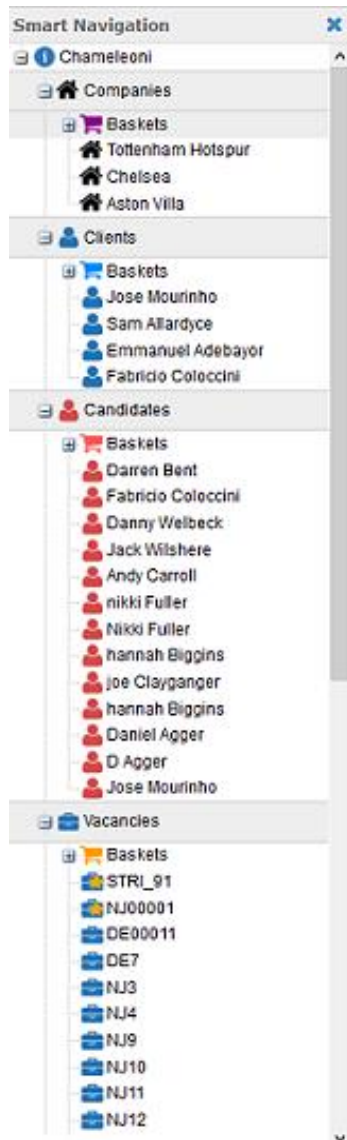 Smart Navigation
Chameleoni
Companies
Baskets
Tottenham Hotspur
Chelsea
Aston Villa
Clients
Baskets
Jose Mourinho
Sam Allardyce
Emmanuel Adebayor
Fabricio Coloccini
Candidates
Baskets
Darren Bent
Fabricio Coloccini
Danny Welbeck
Jack Wilshere
Andy Carroll
nikki Fuller
Nikki Fuller
hannah Biggins
joe Clayganger
hannah Biggins
Daniel Agger
D Agger
Jose Mourinho
Vacancies
Baskets
STRI_91
NJ00001
DE00011
DE7
NJ3
NJ4
NJ9
NJ10
NJ11
NJ12